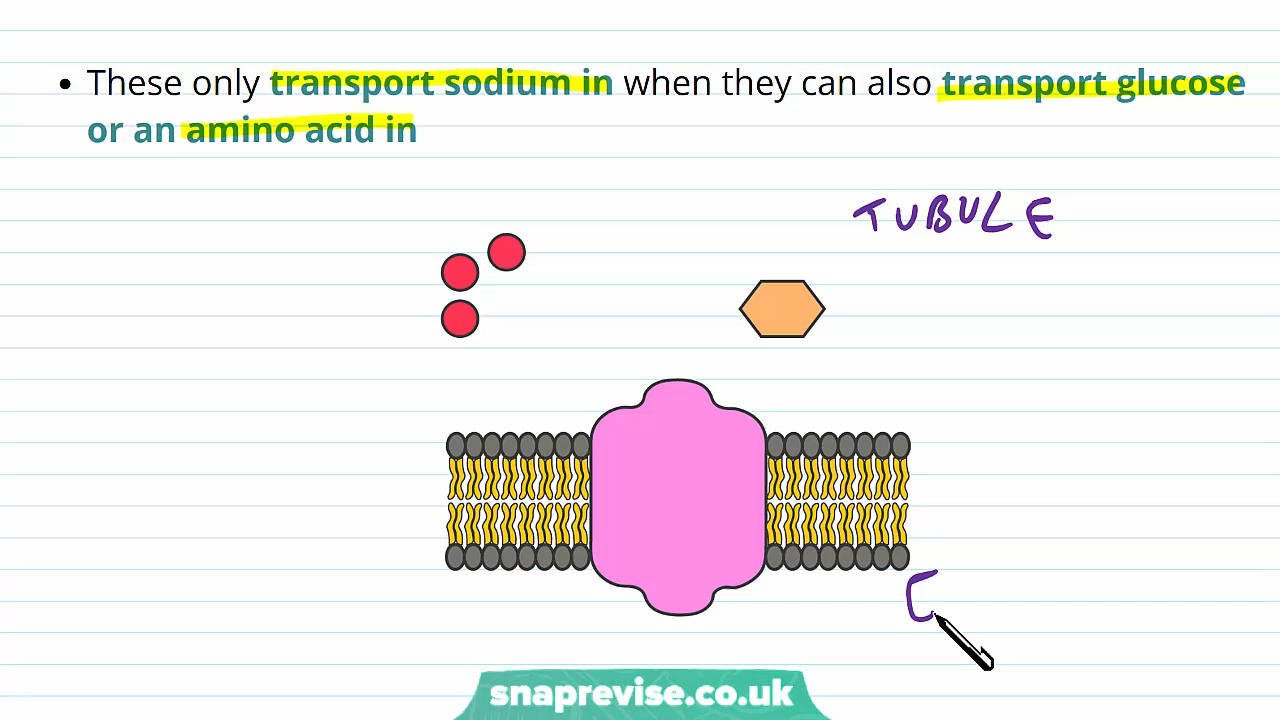 • These only transport sodium in when they can also transport glucose
or an amino acid in
TUBULE
C
snaprevise.co.uk